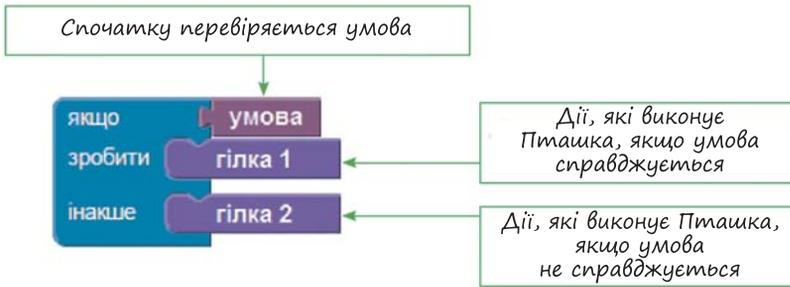 Спочатку перевіряється умова
якщо умова
зробити гілка 1
інакше гілка 2
Дії, які виконує
Пташка, якщо умова
справджується
Дії, які виконує Пташка,
якщо умова
не справджується